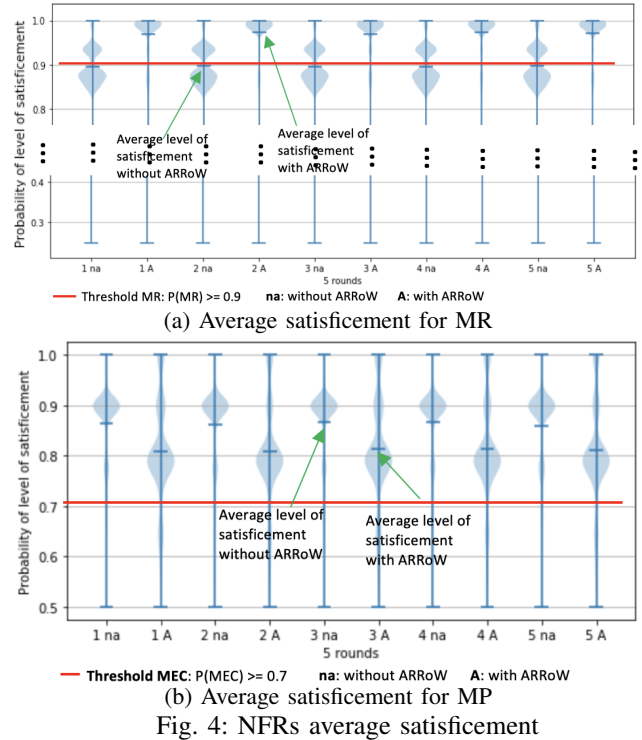 Probability of level of satisficement
1.0
0.9
0.8
0.4
0.3
Average level of
satisficement
without ARRoW
Average level of
satisficement
with ARRoW
1 na
1 A
2 na
2 A
3 na
3 A
4 na
4 A
5 na
5 A
5 rounds
Threshold MR: P(MR) >= 0.9 na: without ARRoW A: with ARRoW
(a) Average satisficement for MR
Probability of level of satisficement
1.0
0.9
0.8
0.7
0.6
0.5
Average level of
satisficement
without ARRoW
Average level of
satisficement
with ARRoW
1 na
1 A
2 na
2 A
3 na
3 A
4 na
4 A
5 na
5 A
5 rounds
Threshold MEC: P(MEC) >= 0.7 na: without ARRoW A: with ARRoW
(b) Average satisficement for MP
Fig. 4: NFRs average satisficement